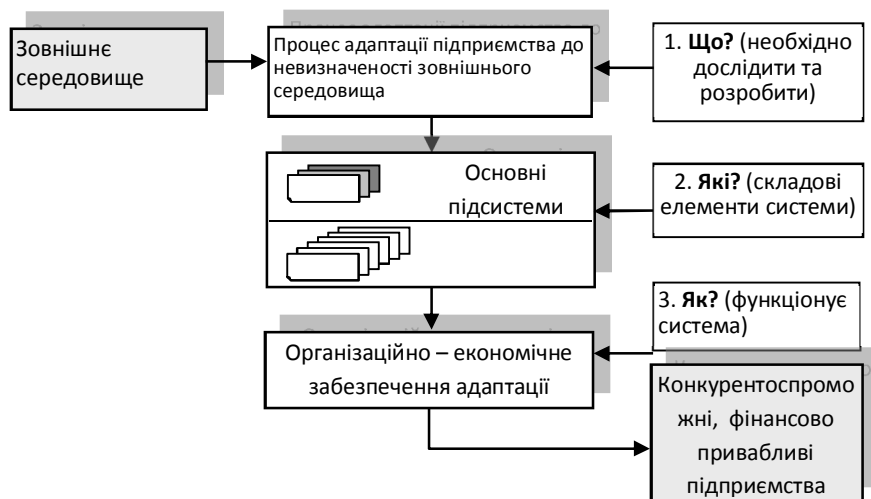 Зовнішнє
середовище
Процес адаптації підприємства до
невизначеності зовнішнього
середовища
1. Що? (необхідно
дослідити та
розробити)
Основні
підсистеми
2. Які? (складові
елементи системи)
3. Як? (функціонує
система)
Організаційно – економічне
забезпечення адаптації
Конкурентоспромо
жні, фінансово
привабливі
підприємства